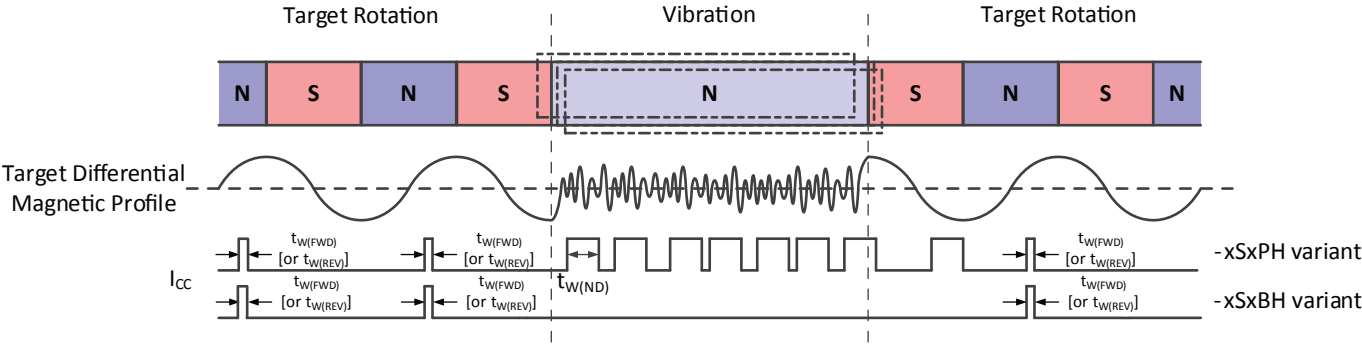 Target Rotation
Vibration
Target Rotation
N S N S N S N S N
Target Differential
Magnetic Profile
tW(FWD)
[or tW(REV)]
tW(FWD)
[or tW(REV)]
tW(FWD)
[or tW(REV)]
-xSxPH variant
ICC
tW(ND)
tW(FWD)
[or tW(REV)]
tW(FWD)
[or tW(REV)]
tW(FWD)
[or tW(REV)]
-xSxBH variant